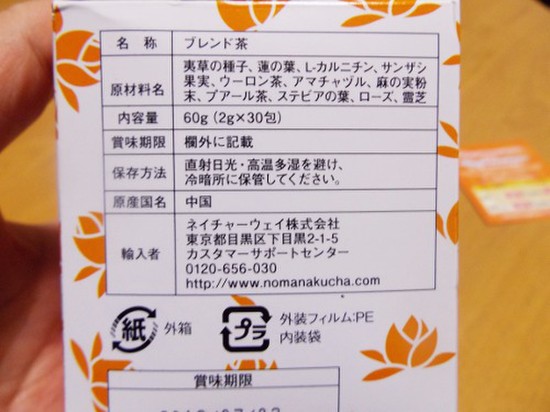 名 称 ブレンド茶
夷草の種子、蓮の葉、L-カルニチン、サンザシ
原材料名 果実、ウーロン茶、アマチャヅル、麻の実粉
末、プアール茶、ステビアの葉、ローズ、霊芝
内容量 60g (2g×30包)
賞味期限 欄外に記載
保存方法 直射日光・高温多湿を避け、
冷暗所に保管してください。
原産国名 中国
輸入者 ネイチャーウェイ株式会社
東京都目黒区下目黒2-1-5
カスタマーサポートセンター
0120-656-030
http://www.nomanakucha.com
紙 外箱 プラ 外装フィルム:PE
内装袋
賞味期限